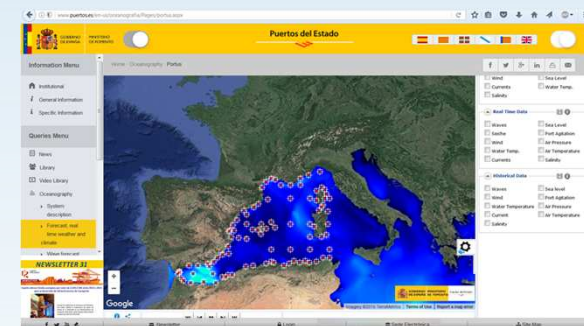 www.puertos.es/en-us/oceanografia/Pages/portus.aspx
GOBIERNO DE ESPAÑA
MINISTERIO DE FOMENTO
Puertos del Estado
Information Menu
Home Oceanography Portus
Institutional
General information
Specific information
Queries Menu
News
Library
Video Library
Oceanography
System description
Forecast, real time weather and climate
Wave forecast
NEWSLETTER 31
Wind
Sea Level
Currents
Water Temp.
Salinity
Real Time Data
Waves
Sea Level
Seiche
Port Agitation
Wind
Air Pressure
Water Temp.
Air Temperature
Currents
Salinity
Historical Data
Waves
Sea level
Wind
Port Agitation
Water Temperature
Air Pressure
Current
Air Temperature
Salinity
Google
Terms of Use
Report a map error
Newsletter
Login
Sede Electrónica
Site Map